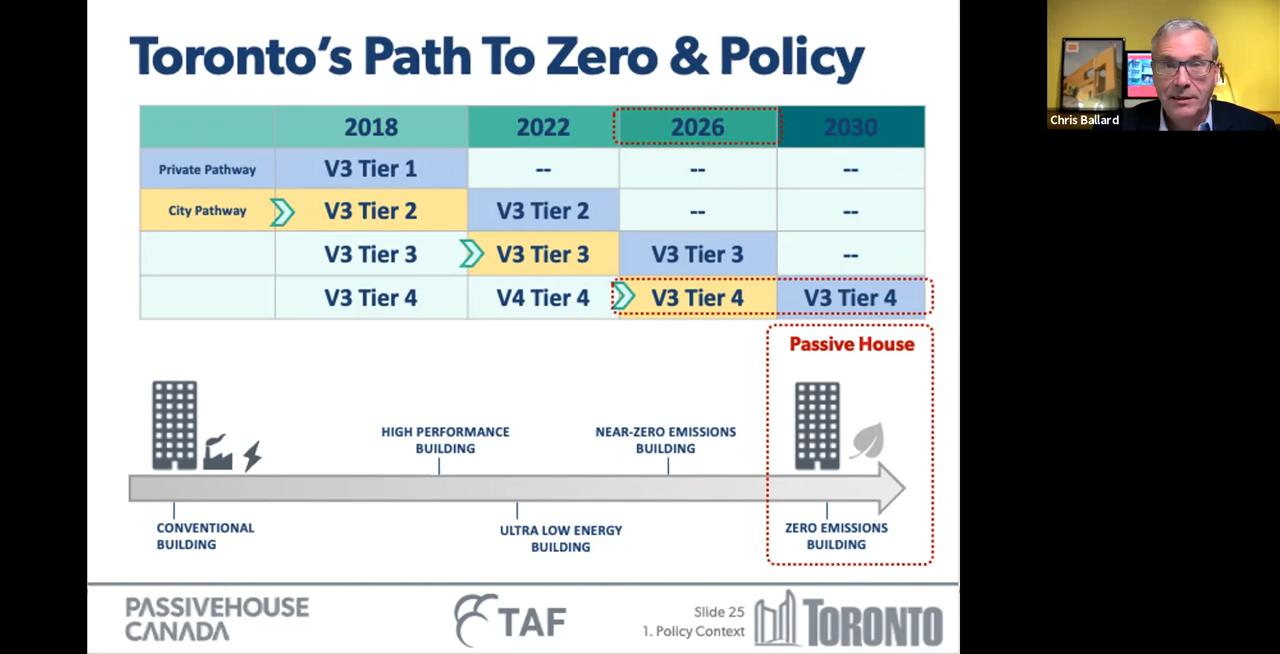 Toronto's Path To Zero & Policy
2018 2022 2026 2030
Private Pathway V3 Tier 1 -- -- --
City Pathway V3 Tier 2 V3 Tier 2 -- --
V3 Tier 3 V3 Tier 3 V3 Tier 3 --
V3 Tier 4 V4 Tier 4 V3 Tier 4 V3 Tier 4
Passive House
HIGH PERFORMANCE
BUILDING
NEAR-ZERO EMISSIONS
BUILDING
CONVENTIONAL
BUILDING
ULTRA LOW ENERGY
BUILDING
ZERO EMISSIONS
BUILDING
PASSIVEHOUSE
CANADA
TAF
Slide 25
1. Policy Context
TORONTO
Chris Ballard